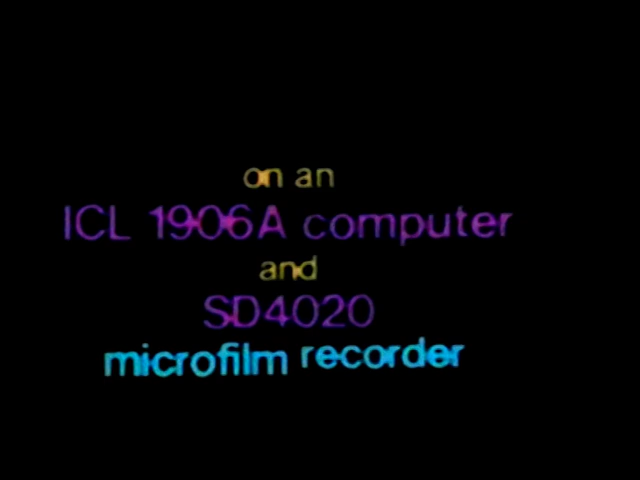 on an
ICL 1906A computer
and
SD4020
microfilm recorder